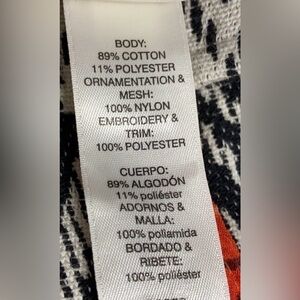 BODY:
89% COTTON
11% POLYESTER
ORNAMENTATION &
MESH:
100% NYLON
EMBROIDERY &
TRIM:
100% POLYESTER
CUERPO:
89% ALGODÓN
11% poliéster
ADORNOS &
MALLA:
100% poliamida
BORDADO &
RIBETE:
100% poliéster